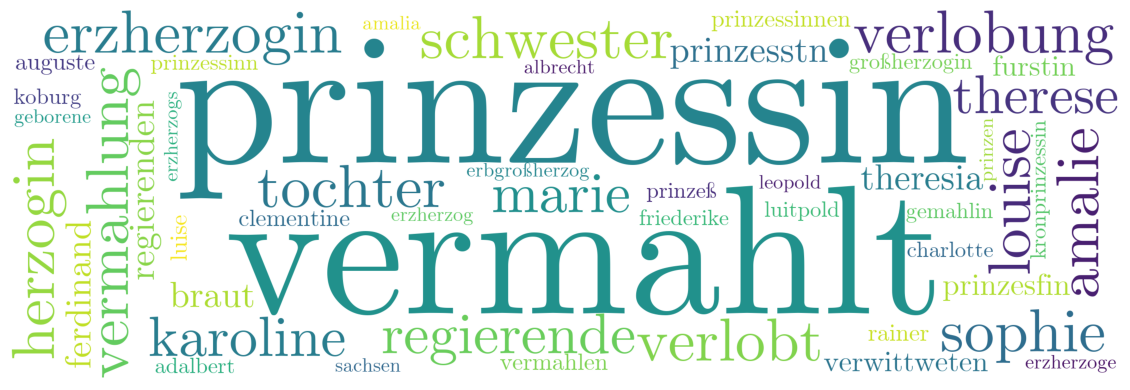 erzherzogin
amalia
schwester
prinzessinnen
prinzesstn
verlobung
auguste
prinzessinn
albrecht
großherzogin
furstin
prinzessin
koburg
geborene
vermahlung
regierenden
erzherzogs
therese
herzogin
tochter
erbgroßherzog
marie
prinzeß
leopold
theresia
prinzen
louise
kronprinzessin
amalie
ferdinand
luise
clementine
erzherzog
friederike
luitpold
gemahlin
vermahlt
charlotte
braut
prinzesfin
karoline
regierende
verlobt
rainer
sophie
adalbert
sachsen
vermahlen
verwittweten
erzherzoge